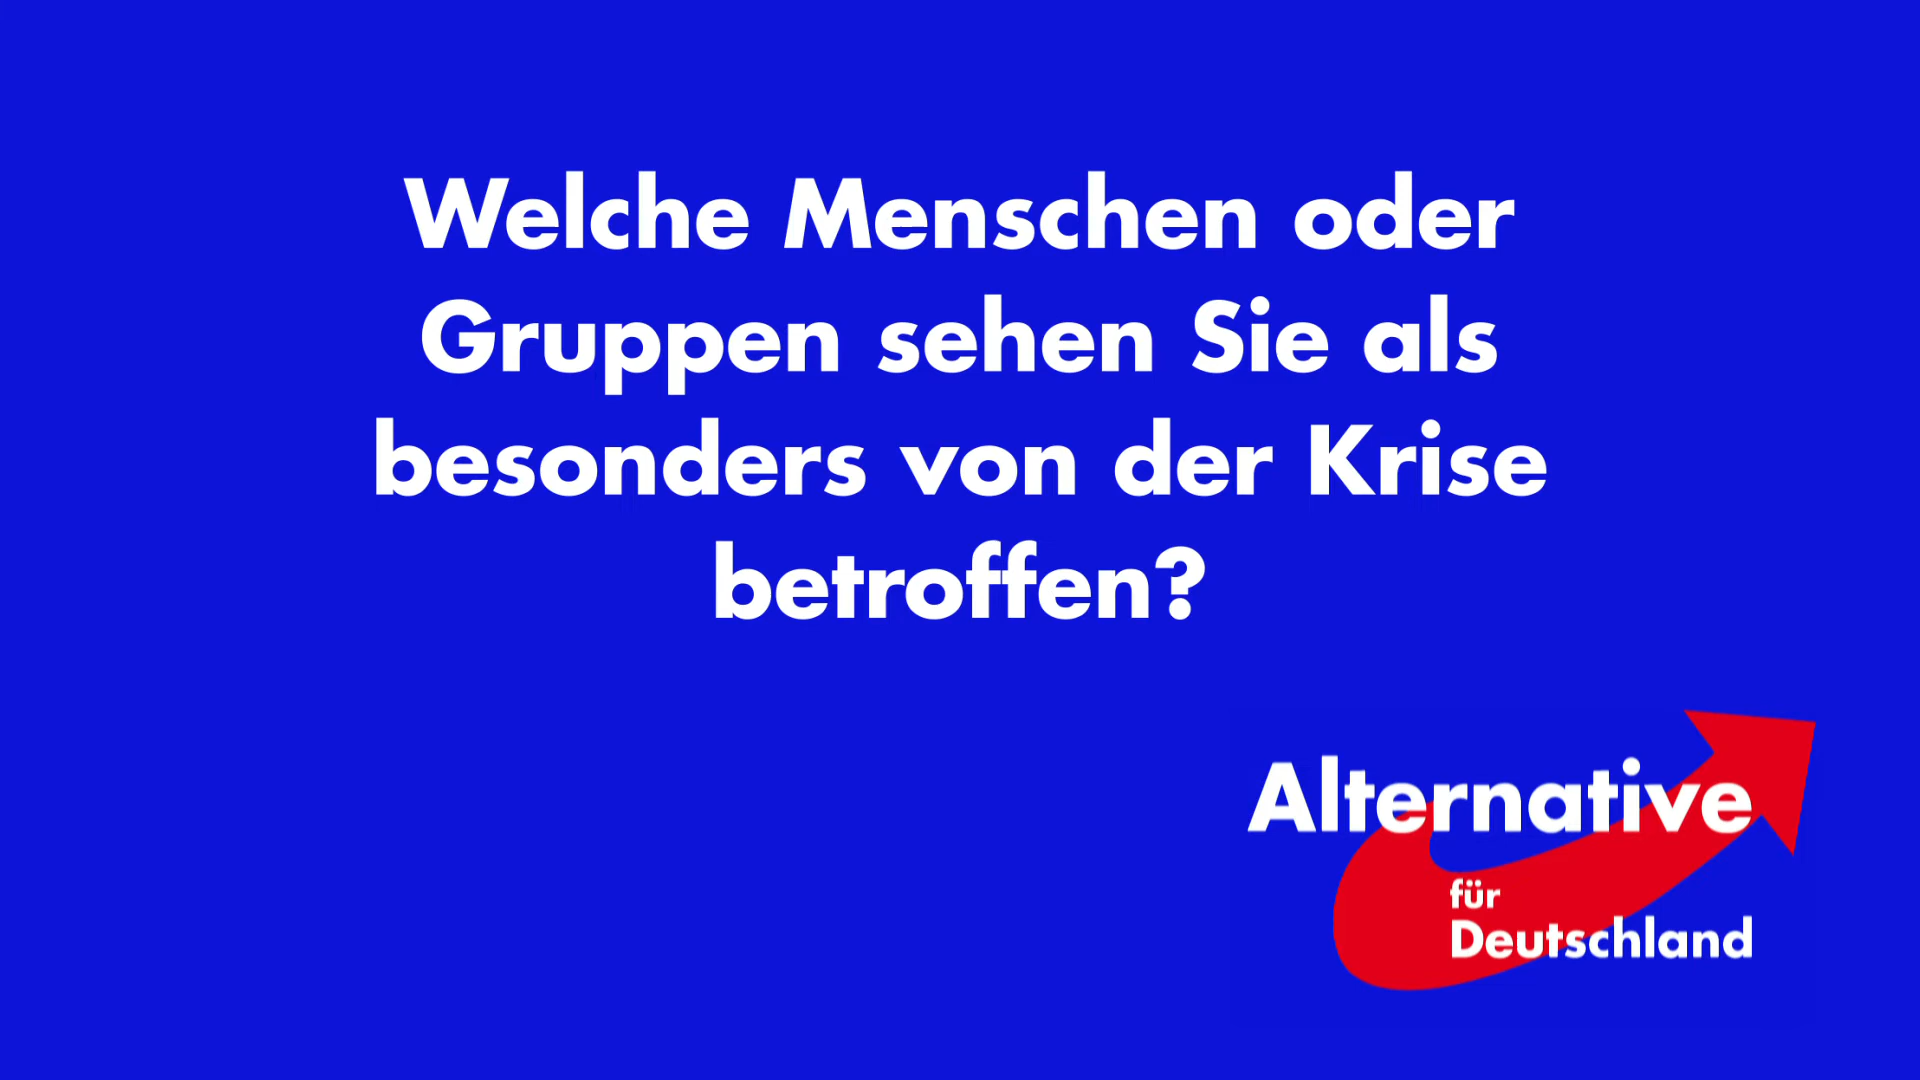 Welche Menschen oder
Gruppen sehen Sie als
besonders von der Krise
betroffen?
Alternative
für
Deutschland